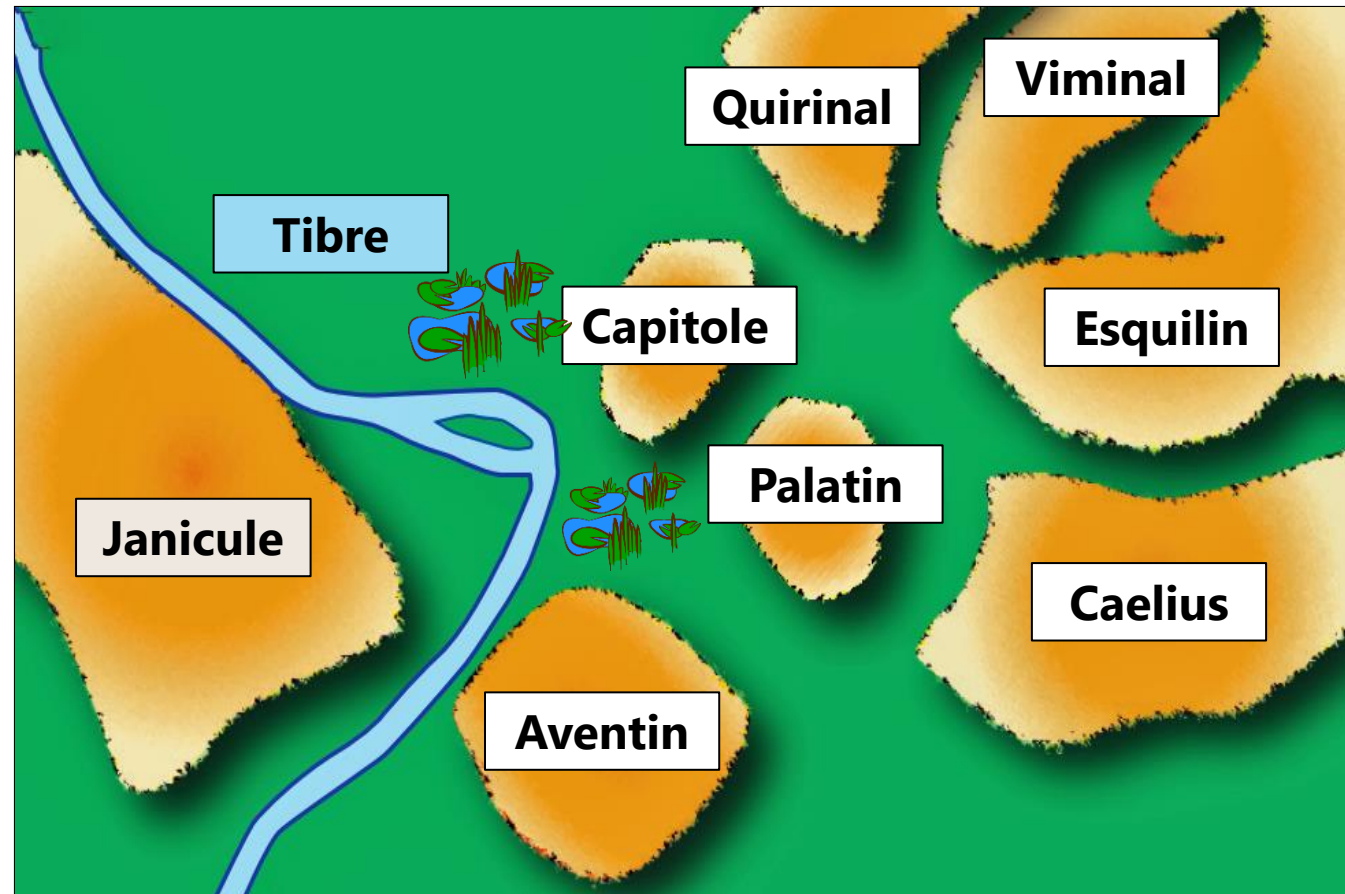 Viminal
Quirinal
Tibre
Capitole
Esquilin
Palatin
Janicule
Caelius
Aventin